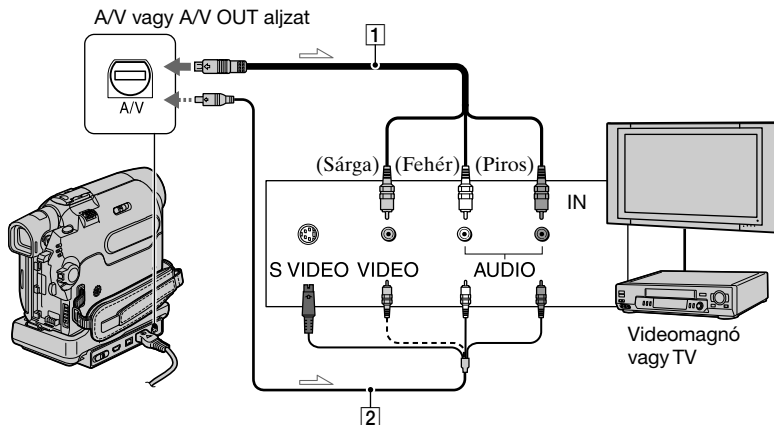 A/V vagy A/V OUT aljzat
1
A/V
(Sárga) (Fehér) (Piros)
IN
S VIDEO VIDEO AUDIO
Videomagnó
vagy TV
2